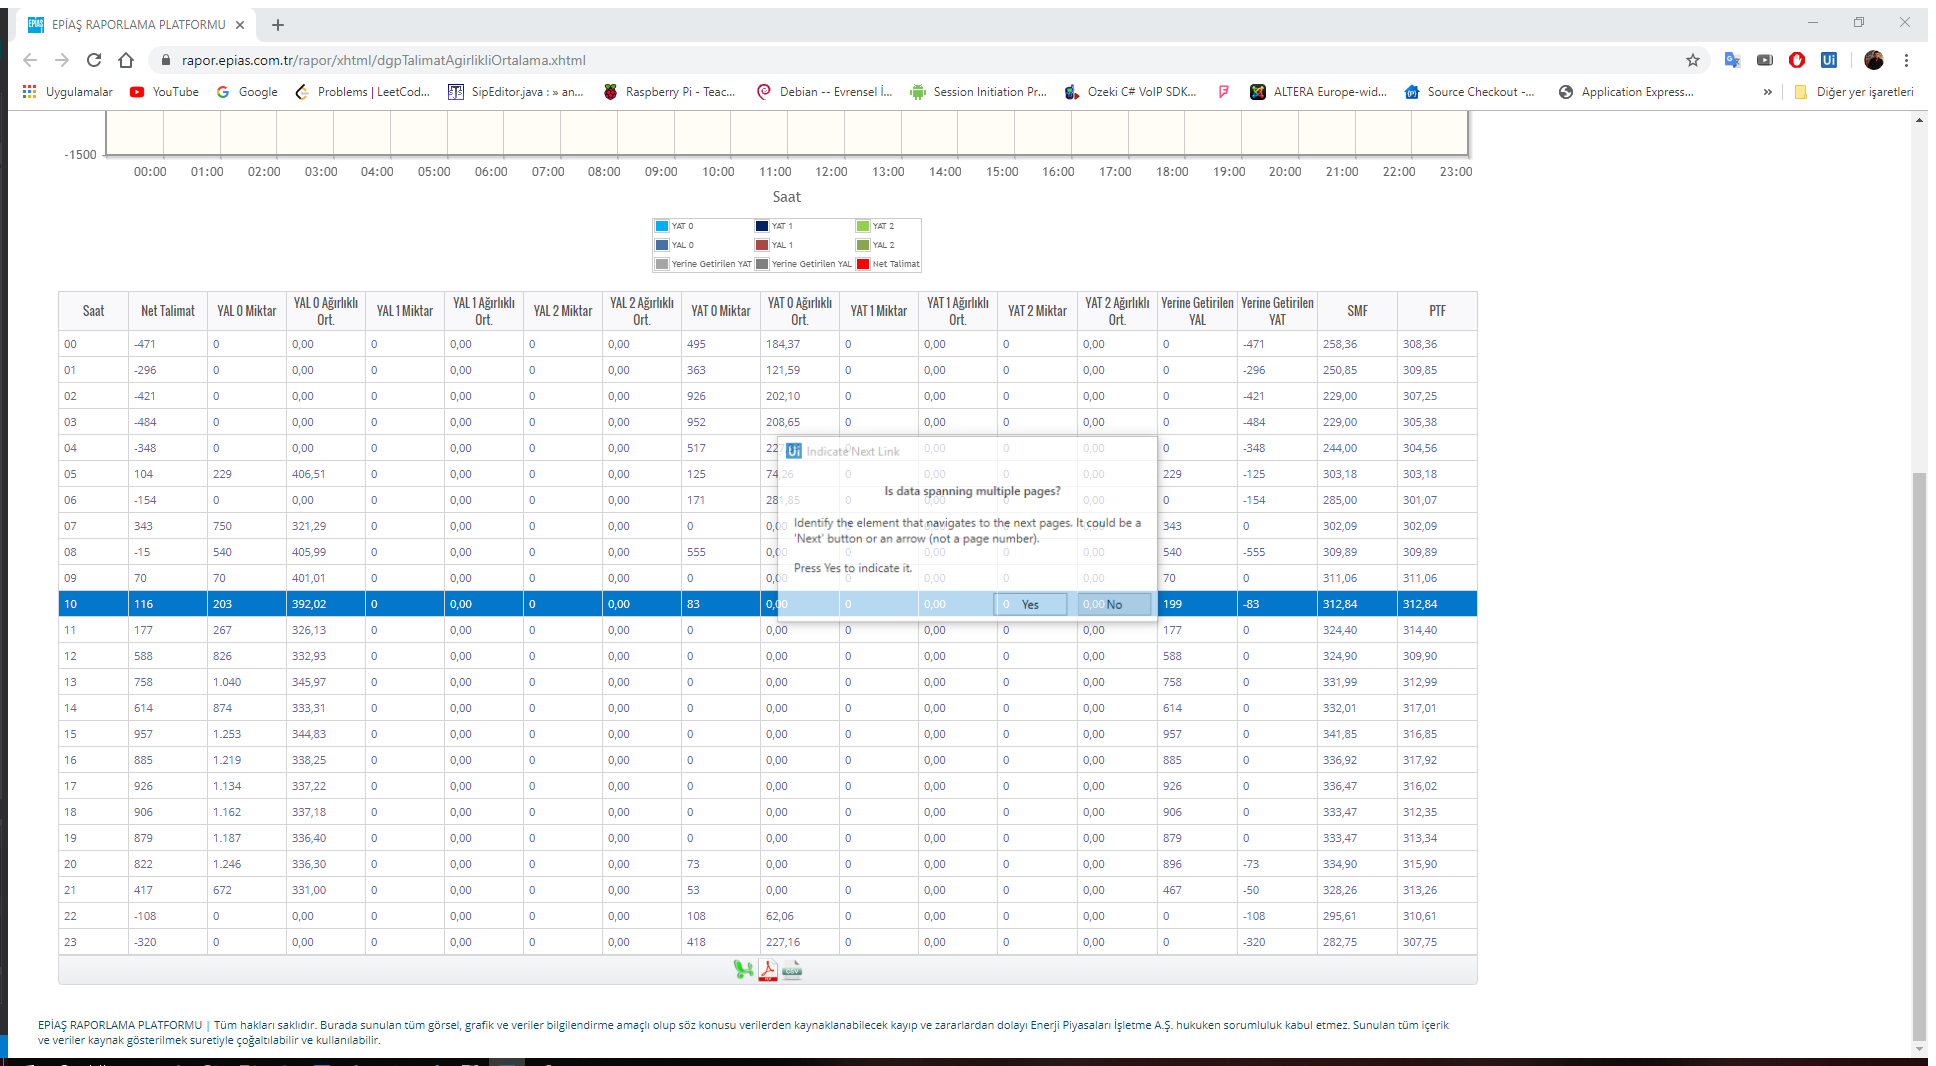 EPİAŞ RAPORLAMA PLATFORMU
rapor.epias.com.tr/rapor/xhtml/dgpTalimatAgirlikliOrtalama.xhtml
Uygulamalar YouTube Google Problems | LeetCod... SipEditor.java : » an... Raspberry Pi - Teac... Debian -- Evrensel İ... Session Initiation Pr... Ozeki C# VoIP SDK... ALTERA Europe-wid... Source Checkout -... Application Express... » Diğer yer işaretleri
-1500
00:00 01:00 02:00 03:00 04:00 05:00 06:00 07:00 08:00 09:00 10:00 11:00 12:00 13:00 14:00 15:00 16:00 17:00 18:00 19:00 20:00 21:00 22:00 23:00
Saat
YAT 0 YAT 1 YAT 2
YAL 0 YAL 1 YAL 2
Yerine Getirilen YAT Yerine Getirilen YAL Net Talimat
Saat Net Talimat YAL 0 Miktar YAL 0 Ağırlıklı Ort. YAL 1 Miktar YAL 1 Ağırlıklı Ort. YAL 2 Miktar YAL 2 Ağırlıklı Ort. YAT 0 Miktar YAT 0 Ağırlıklı Ort. YAT 1 Miktar YAT 1 Ağırlıklı Ort. YAT 2 Miktar YAT 2 Ağırlıklı Ort. Yerine Getirilen YAL Yerine Getirilen YAT SMF PTF
00 -471 0 0,00 0 0,00 0 0,00 495 184,37 0 0,00 0 0,00 0 -471 258,36 308,36
01 -296 0 0,00 0 0,00 0 0,00 363 121,59 0 0,00 0 0,00 0 -296 250,85 309,85
02 -421 0 0,00 0 0,00 0 0,00 926 202,10 0 0,00 0 0,00 0 -421 229,00 307,25
03 -484 0 0,00 0 0,00 0 0,00 952 208,65 0 0,00 0 0,00 0 -484 229,00 305,38
04 -348 0 0,00 0 0,00 0 0,00 517 0 0,00 0 0,00 0 -348 244,00 304,56
Ui Indicate Next Link
05 104 229 406,51 0 0,00 0 0,00 125 74,26 0 0,00 0 0,00 229 -125 303,18 303,18
Is data spanning multiple pages?
06 -154 0 0,00 0 0,00 0 0,00 171 281,85 0 0,00 0 0,00 0 -154 285,00 301,07
Identify the element that navigates to the next pages. It could be a
07 343 750 321,29 0 0,00 0 0,00 0 0,00 0 0,00 0 0,00 343 0 302,09 302,09
'Next' button or an arrow (not a page number).
08 -15 540 405,99 0 0,00 0 0,00 555 0,00 0 0,00 0 0,00 540 -555 309,89 309,89
Press Yes to indicate it.
09 70 70 401,01 0 0,00 0 0,00 0 0,00 0 0,00 0 0,00 70 0 311,06 311,06
10 116 203 392,02 0 0,00 0 0,00 83 0,00 0 0,00 0 0,00 199 -83 312,84 312,84
Yes No
11 177 267 326,13 0 0,00 0 0,00 0 0,00 0 0,00 0 0,00 177 0 324,40 314,40
12 588 826 332,93 0 0,00 0 0,00 0 0,00 0 0,00 0 0,00 588 0 324,90 309,90
13 758 1.040 345,97 0 0,00 0 0,00 0 0,00 0 0,00 0 0,00 758 0 331,99 312,99
14 614 874 333,31 0 0,00 0 0,00 0 0,00 0 0,00 0 0,00 614 0 332,01 317,01
15 957 1.253 344,83 0 0,00 0 0,00 0 0,00 0 0,00 0 0,00 957 0 341,85 316,85
16 885 1.219 338,25 0 0,00 0 0,00 0 0,00 0 0,00 0 0,00 885 0 336,92 317,92
17 926 1.134 337,22 0 0,00 0 0,00 0 0,00 0 0,00 0 0,00 926 0 336,47 316,02
18 906 1.162 337,18 0 0,00 0 0,00 0 0,00 0 0,00 0 0,00 906 0 333,47 312,35
19 879 1.187 336,40 0 0,00 0 0,00 0 0,00 0 0,00 0 0,00 879 0 333,47 313,34
20 822 1.246 336,30 0 0,00 0 0,00 73 0,00 0 0,00 0 0,00 896 -73 334,90 315,90
21 417 672 331,00 0 0,00 0 0,00 53 0,00 0 0,00 0 0,00 467 -50 328,26 313,26
22 -108 0 0,00 0 0,00 0 0,00 108 62,06 0 0,00 0 0,00 0 -108 295,61 310,61
23 -320 0 0,00 0 0,00 0 0,00 418 227,16 0 0,00 0 0,00 0 -320 282,75 307,75
EPİAŞ RAPORLAMA PLATFORMU | Tüm hakları saklıdır. Burada sunulan tüm görsel, grafik ve veriler bilgilendirme amaçlı olup söz konusu verilerden kaynaklanabilecek kayıp ve zararlardan dolayı Enerji Piyasaları İşletme A.Ş. hukuken sorumluluk kabul etmez. Sunulan tüm içerik
ve veriler kaynak gösterilmek suretiyle çoğaltılabilir ve kullanılabilir.